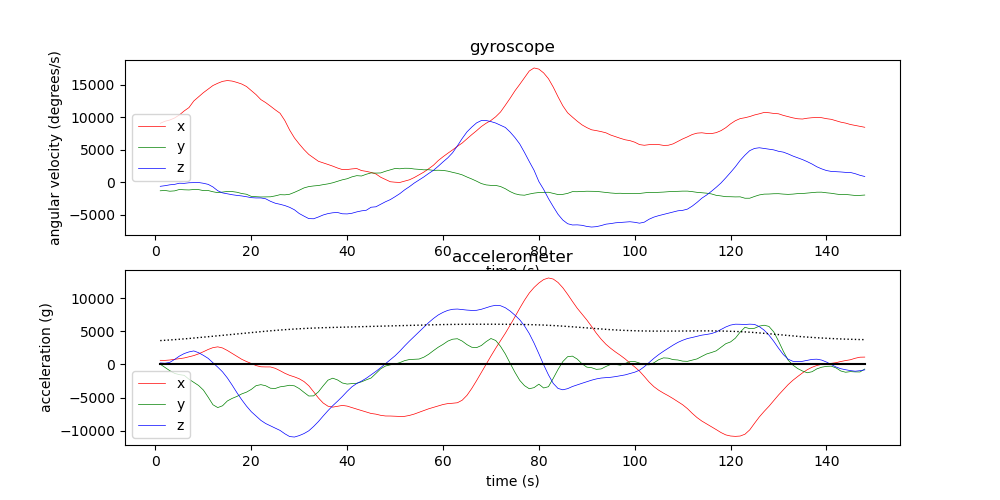 gyroscope
angular velocity (degrees/s)
15000
10000
5000
0
−5000
x
y
z
0 20 40 60 80 100 120 140
time (s)
accelerometer
acceleration (g)
10000
5000
0
−5000
−10000
x
y
z
0 20 40 60 80 100 120 140
time (s)